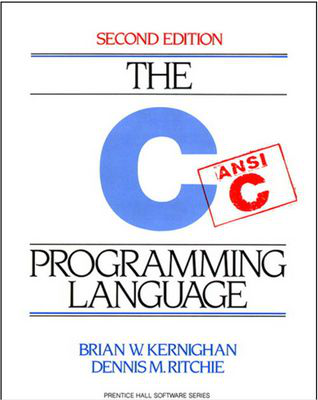 SECOND EDITION
THE
C
ANSI
C
PROGRAMMING
LANGUAGE
BRIAN W. KERNIGHAN
DENNIS M. RITCHIE
PRENTICE HALL SOFTWARE SERIES